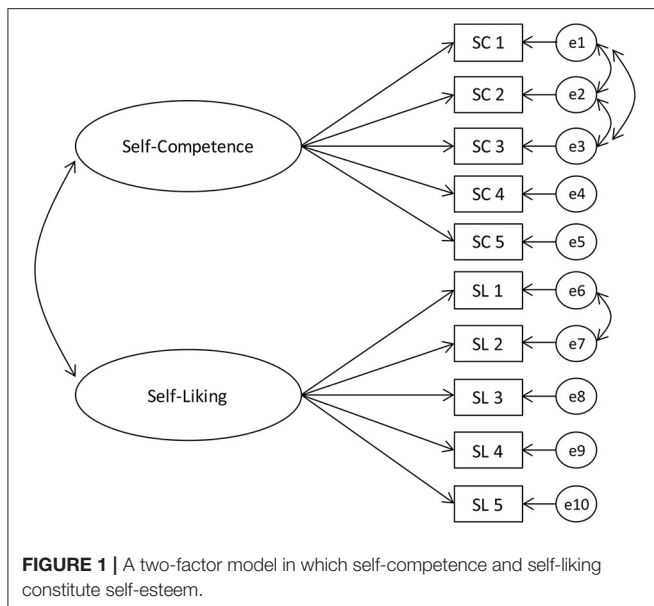 SC 1
e1
SC 2
e2
Self-Competence
SC 3
e3
SC 4
e4
SC 5
e5
SL 1
e6
SL 2
e7
Self-Liking
SL 3
e8
SL 4
e9
SL 5
e10
FIGURE 1 | A two-factor model in which self-competence and self-liking
constitute self-esteem.